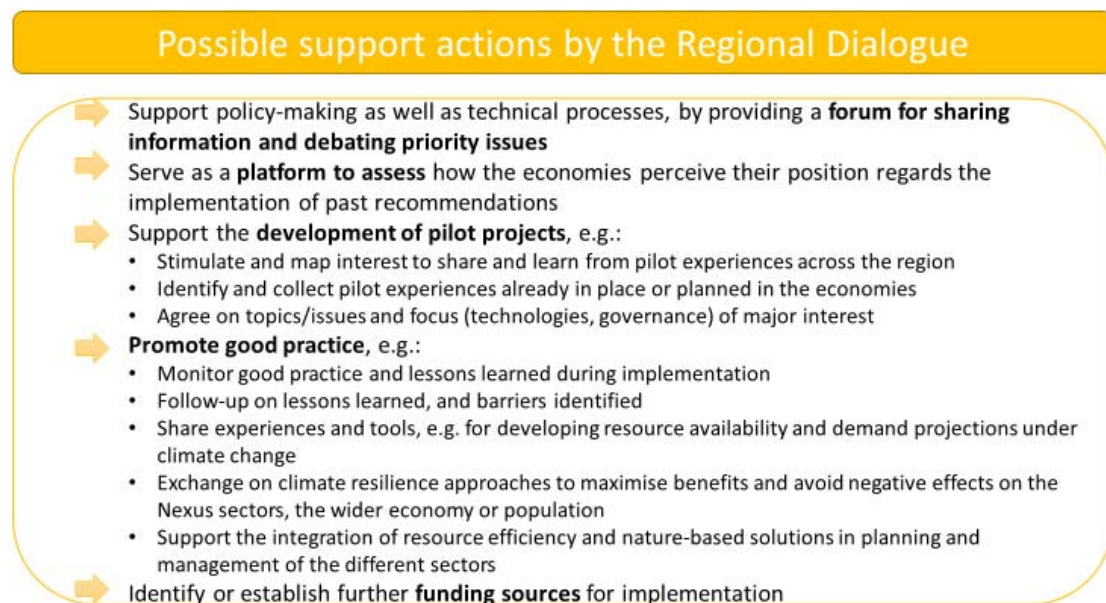 Possible support actions by the Regional Dialogue
Support policy-making as well as technical processes, by providing a forum for sharing
information and debating priority issues
Serve as a platform to assess how the economies perceive their position regards the
implementation of past recommendations
Support the development of pilot projects, e.g.:
• Stimulate and map interest to share and learn from pilot experiences across the region
• Identify and collect pilot experiences already in place or planned in the economies
• Agree on topics/issues and focus (technologies, governance) of major interest
Promote good practice, e.g.:
• Monitor good practice and lessons learned during implementation
• Follow-up on lessons learned, and barriers identified
• Share experiences and tools, e.g. for developing resource availability and demand projections under
climate change
• Exchange on climate resilience approaches to maximise benefits and avoid negative effects on the
Nexus sectors, the wider economy or population
• Support the integration of resource efficiency and nature-based solutions in planning and
management of the different sectors
Identify or establish further funding sources for implementation